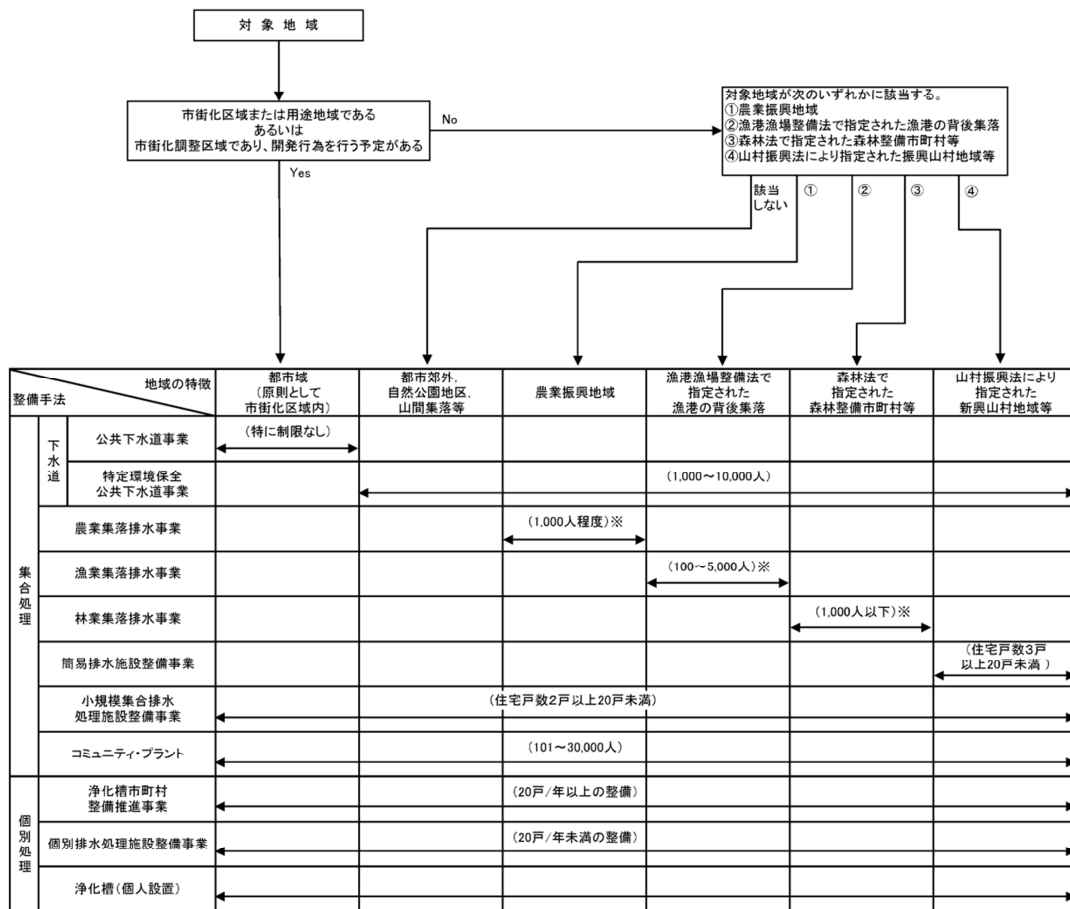 対象地域
市街化区域または用途地域である
あるいは
市街化調整区域であり、開発行為を行う予定がある
No
Yes
対象地域が次のいずれかに該当する。
①農業振興地域
②漁港漁場整備法で指定された漁港の背後集落
③森林法で指定された森林整備市町村等
④山村振興法により指定された振興山村地域等
該当
しない
①
②
③
④
地域の特徴
整備手法
都市域
(原則として
市街化区域内)
都市郊外,
自然公園地区,
山間集落等
農業振興地域
漁港漁場整備法で
指定された
漁港の背後集落
森林法で
指定された
森林整備市町村等
山村振興法により
指定された
新興山村地域等
集合処理
下水道
公共下水道事業
(特に制限なし)
特定環境保全
公共下水道事業
(1,000～10,000人)
農業集落排水事業
(1,000人程度)※
漁業集落排水事業
(100～5,000人)※
林業集落排水事業
(1,000人以下)※
簡易排水施設整備事業
(住宅戸数3戸
以上20戸未満)
小規模集合排水
処理施設整備事業
(住宅戸数2戸以上20戸未満)
コミュニティ・プラント
(101～30,000人)
個別処理
浄化槽市町村
整備推進事業
(20戸/年以上の整備)
個別排水処理施設整備事業
(20戸/年未満の整備)
浄化槽(個人設置)